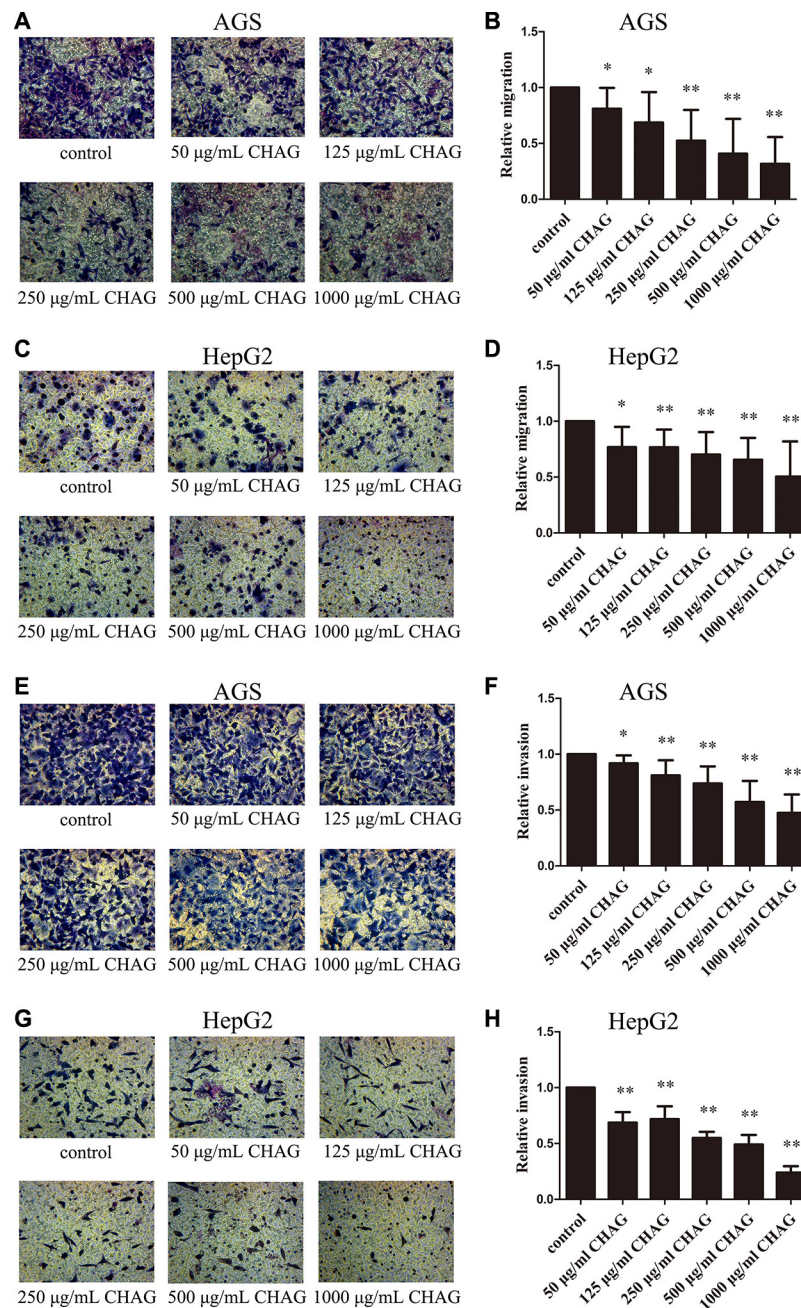 A
AGS
control
50 μg/mL CHAG
125 μg/mL CHAG
250 μg/mL CHAG
500 μg/mL CHAG
1000 μg/mL CHAG
B
AGS
Relative migration
1.5
1.0
0.5
0.0
*
*
**
**
**
control
50 μg/ml CHAG
125 μg/ml CHAG
250 μg/ml CHAG
500 μg/ml CHAG
1000 μg/ml CHAG
C
HepG2
control
50 μg/mL CHAG
125 μg/mL CHAG
250 μg/mL CHAG
500 μg/mL CHAG
1000 μg/mL CHAG
D
HepG2
Relative migration
1.5
1.0
0.5
0.0
*
**
**
**
**
control
50 μg/ml CHAG
125 μg/ml CHAG
250 μg/ml CHAG
500 μg/ml CHAG
1000 μg/ml CHAG
E
AGS
control
50 μg/mL CHAG
125 μg/mL CHAG
250 μg/mL CHAG
500 μg/mL CHAG
1000 μg/mL CHAG
F
AGS
Relative invasion
1.5
1.0
0.5
0.0
*
**
**
**
**
control
50 μg/ml CHAG
125 μg/ml CHAG
250 μg/ml CHAG
500 μg/ml CHAG
1000 μg/ml CHAG
G
HepG2
control
50 μg/mL CHAG
125 μg/mL CHAG
250 μg/mL CHAG
500 μg/mL CHAG
1000 μg/mL CHAG
H
HepG2
Relative invasion
1.5
1.0
0.5
0.0
**
**
**
**
**
control
50 μg/ml CHAG
125 μg/ml CHAG
250 μg/ml CHAG
500 μg/ml CHAG
1000 μg/ml CHAG